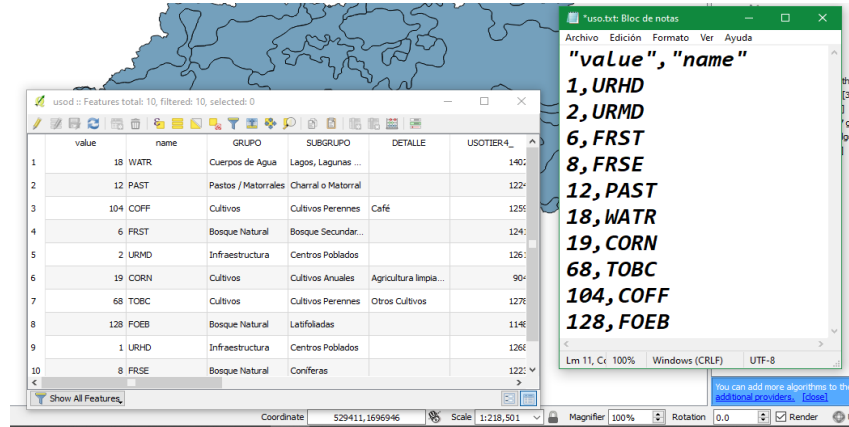 usod :: Features total: 10, filtered: 10, selected: 0
value name GRUPO SUBGRUPO DETALLE USOTIER4_
1 18 WATR Cuerpos de Agua Lagos, Lagunas ... 1402
2 12 PAST Pastos / Matorrales Charral o Matorral 1224
3 104 COFF Cultivos Cultivos Perennes Café 1259
4 6 FRST Bosque Natural Bosque Secundar... 1241
5 2 URMD Infraestructura Centros Poblados 1261
6 19 CORN Cultivos Cultivos Anuales Agricultura limpia... 904
7 68 TOBC Cultivos Cultivos Perennes Otros Cultivos 1278
8 128 FOEB Bosque Natural Latifoliadas 1148
9 1 URHD Infraestructura Centros Poblados 1268
10 8 FRSE Bosque Natural Coníferas
Show All Features
*uso.txt: Bloc de notas
Archivo Edición Formato Ver Ayuda
"value","name"
1,URHD
2,URMD
6,FRST
8,FRSE
12,PAST
18,WATR
19,CORN
68,TOBC
104,COFF
128,FOEB
Lm 11, Cc 100% Windows (CRLF) UTF-8
You can add more algorithms to the
additional providers. [close]
Coordinate 529411,1696946 Scale 1:218,501 Magnifier 100% Rotation 0.0 Render